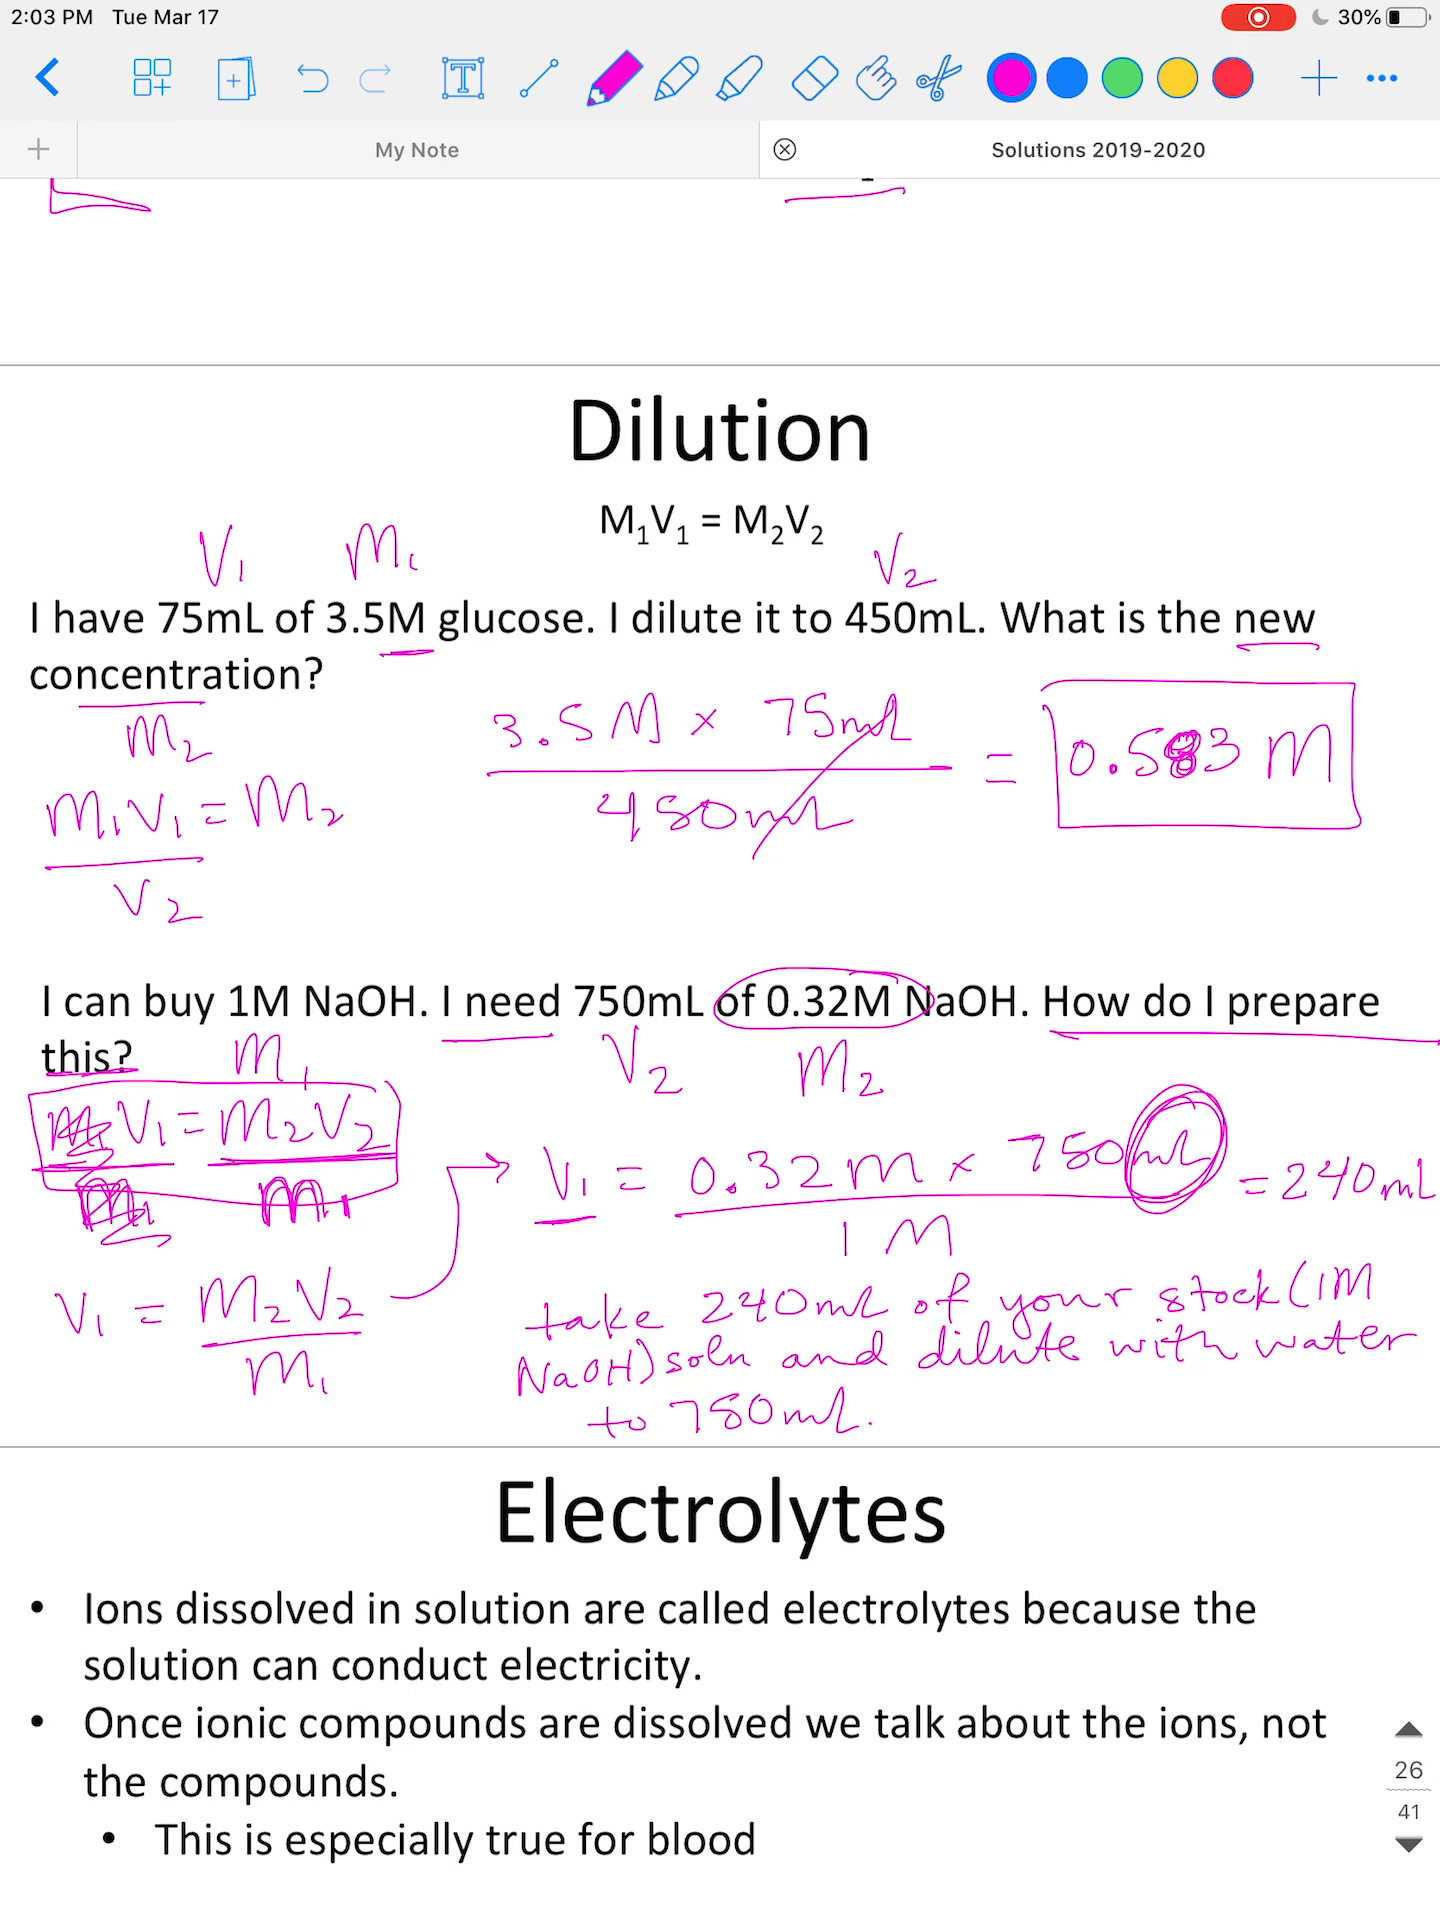 2:03 PM Tue Mar 17
30%
My Note
Solutions 2019-2020
Dilution
M₁V₁ = M₂V₂
V₁ M₁ V₂
I have 75mL of 3.5M glucose. I dilute it to 450mL. What is the new
concentration?
M₂
3.5 M × 75mL
450mL
= 0.583 M
M₁V₁ = M₂
V₂
I can buy 1M NaOH. I need 750mL of 0.32M NaOH. How do I prepare
this?
M₁ V₂ M₂
M₁V₁ = M₂V₂
M₁ M₁
V₁ = 0.32M × 750mL = 240mL
1 M
V₁ = M₂V₂
M₁
take 240mL of your stock (1M
NaOH) soln and dilute with water
to 750mL.
Electrolytes
• Ions dissolved in solution are called electrolytes because the
solution can conduct electricity.
• Once ionic compounds are dissolved we talk about the ions, not
the compounds.
• This is especially true for blood
26
41